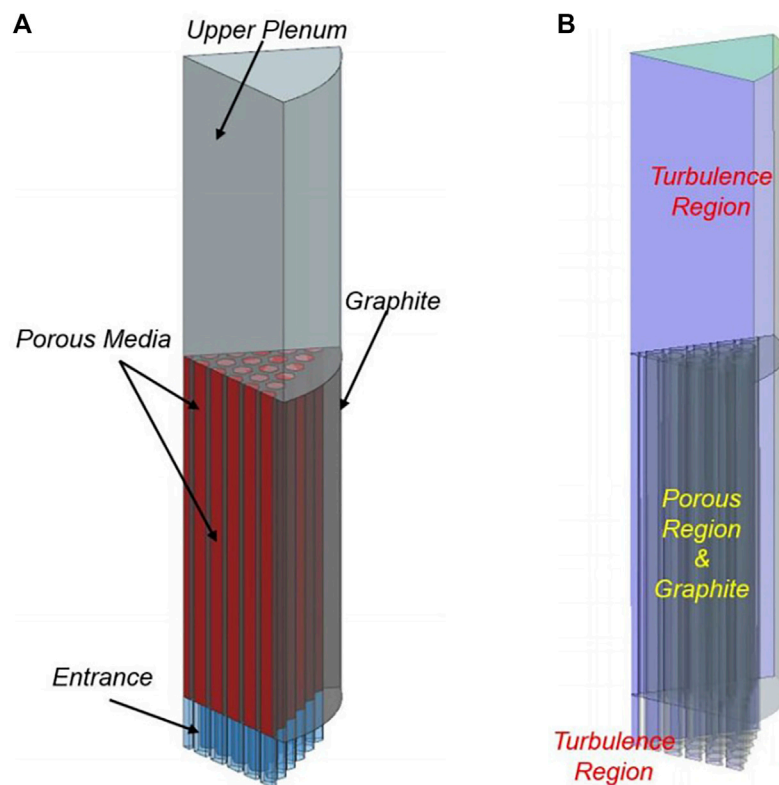 A
Upper Plenum
Graphite
Porous Media
Entrance
B
Turbulence
Region
Porous
Region
&
Graphite
Turbulence
Region